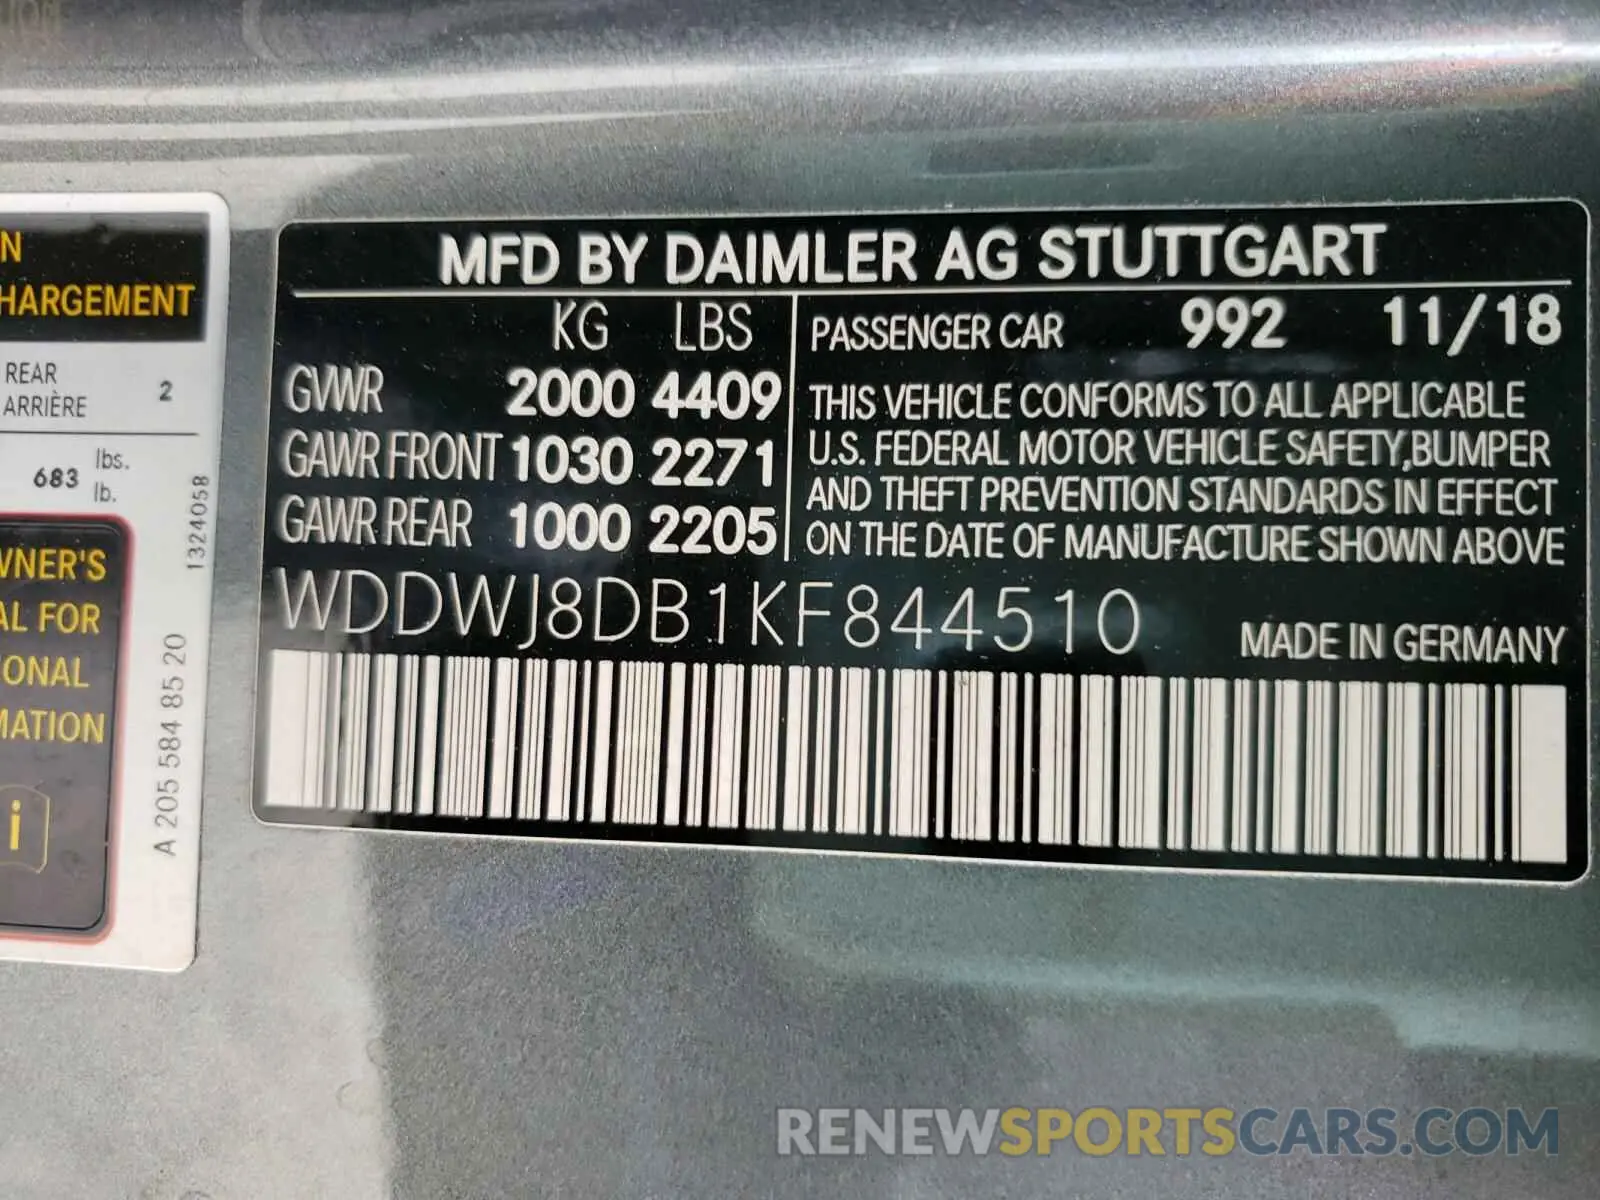 N
HARGEMENT
REAR
ARRIÈRE
2
683
lbs.
lb.
1324058
WNER'S
AL FOR
ONAL
MATION
i
A 205 584 85 20
MFD BY DAIMLER AG STUTTGART
KG LBS
GVWR 2000 4409
GAWR FRONT 1030 2271
GAWR REAR 1000 2205
PASSENGER CAR 992 11/18
THIS VEHICLE CONFORMS TO ALL APPLICABLE
U.S. FEDERAL MOTOR VEHICLE SAFETY,BUMPER
AND THEFT PREVENTION STANDARDS IN EFFECT
ON THE DATE OF MANUFACTURE SHOWN ABOVE
WDDWJ8DB1KF844510
MADE IN GERMANY
RENEWSPORTSCARS.COM